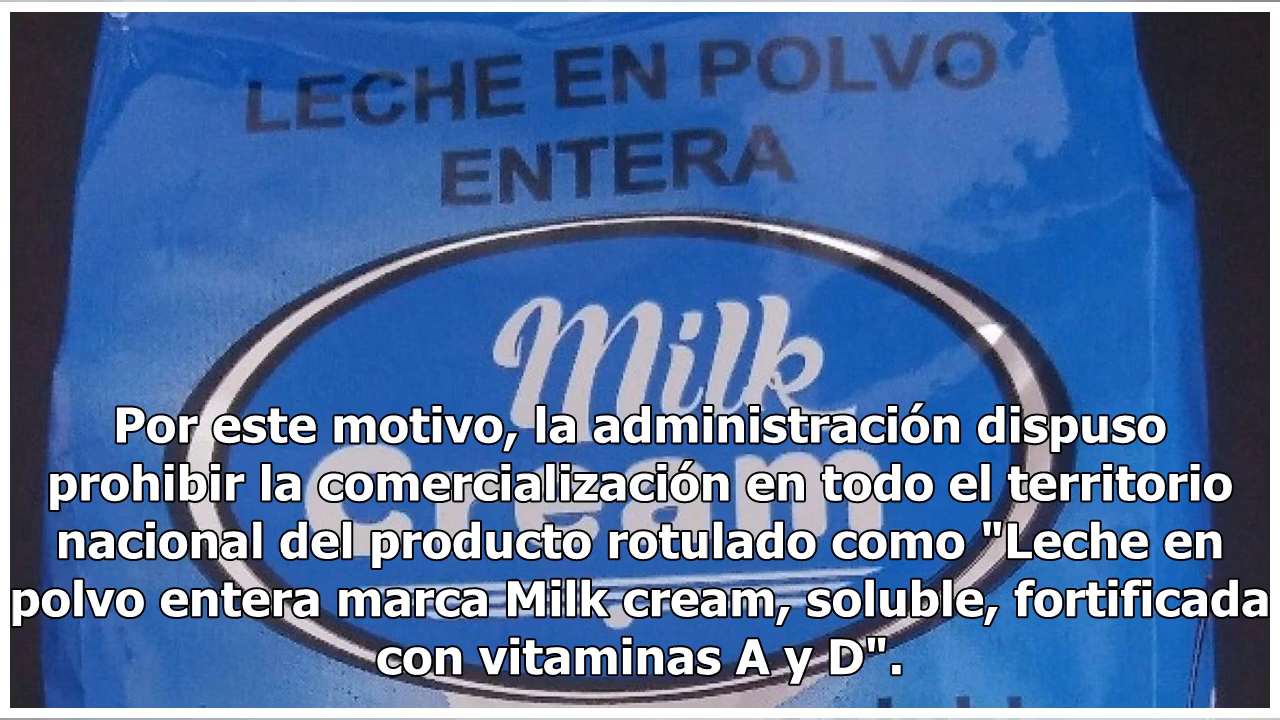 LECHE EN POLVO
ENTERA
Milk
Cream
Por este motivo, la administración dispuso
prohibir la comercialización en todo el territorio
nacional del producto rotulado como "Leche en
polvo entera marca Milk cream, soluble, fortificada
con vitaminas A y D".